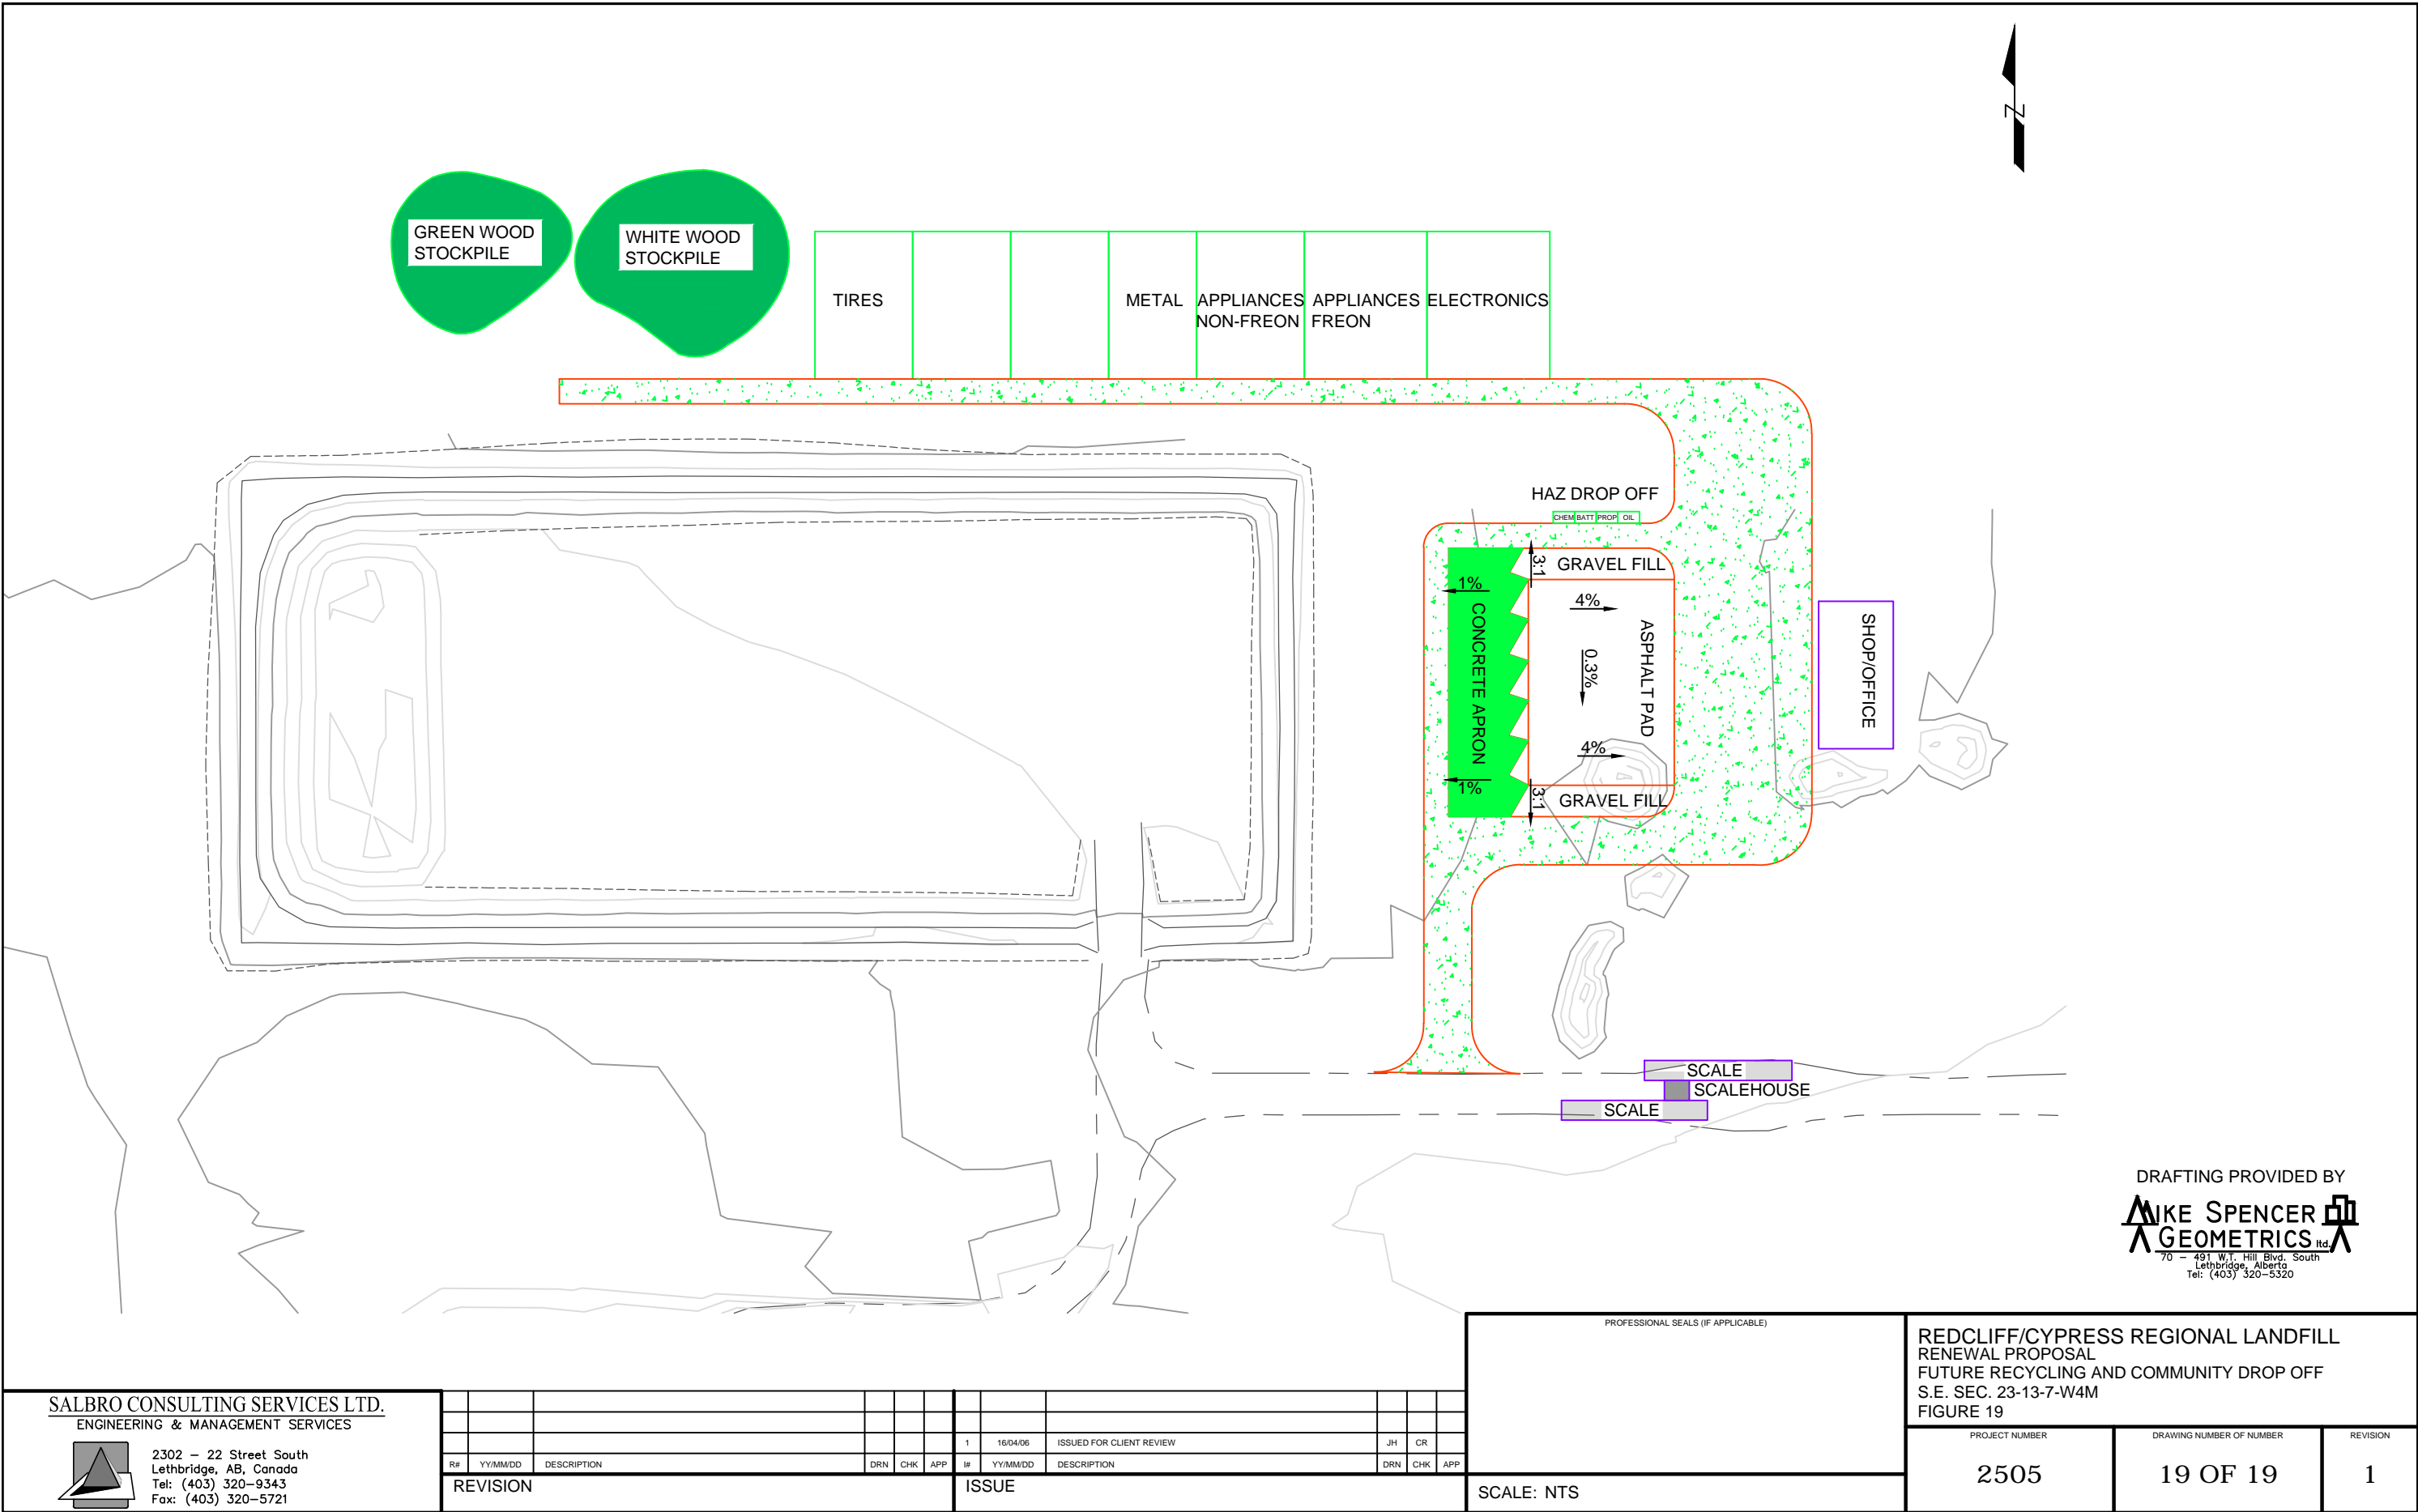 N
GREEN WOOD
STOCKPILE
WHITE WOOD
STOCKPILE
TIRES
METAL
APPLIANCES
NON-FREON
APPLIANCES
FREON
ELECTRONICS
HAZ DROP OFF
CHEM BATT PROP OIL
3:1
GRAVEL FILL
1%
4%
CONCRETE APRON
0.3%
ASPHALT PAD
SHOP/OFFICE
4%
1%
3:1
GRAVEL FILL
SCALE
SCALEHOUSE
SCALE
DRAFTING PROVIDED BY
MIKE SPENCER
GEOMETRICS ltd.
70 - 491 W.T. Hill Blvd. South
Lethbridge, Alberta
Tel: (403) 320-5320
SALBRO CONSULTING SERVICES LTD.
ENGINEERING & MANAGEMENT SERVICES
2302 - 22 Street South
Lethbridge, AB, Canada
Tel: (403) 320-9343
Fax: (403) 320-5721
R# YY/MM/DD DESCRIPTION DRN CHK APP
REVISION
1 16/04/06 ISSUED FOR CLIENT REVIEW JH CR
I# YY/MM/DD DESCRIPTION DRN CHK APP
ISSUE
PROFESSIONAL SEALS (IF APPLICABLE)
SCALE: NTS
REDCLIFF/CYPRESS REGIONAL LANDFILL
RENEWAL PROPOSAL
FUTURE RECYCLING AND COMMUNITY DROP OFF
S.E. SEC. 23-13-7-W4M
FIGURE 19
PROJECT NUMBER
2505
DRAWING NUMBER OF NUMBER
19 OF 19
REVISION
1